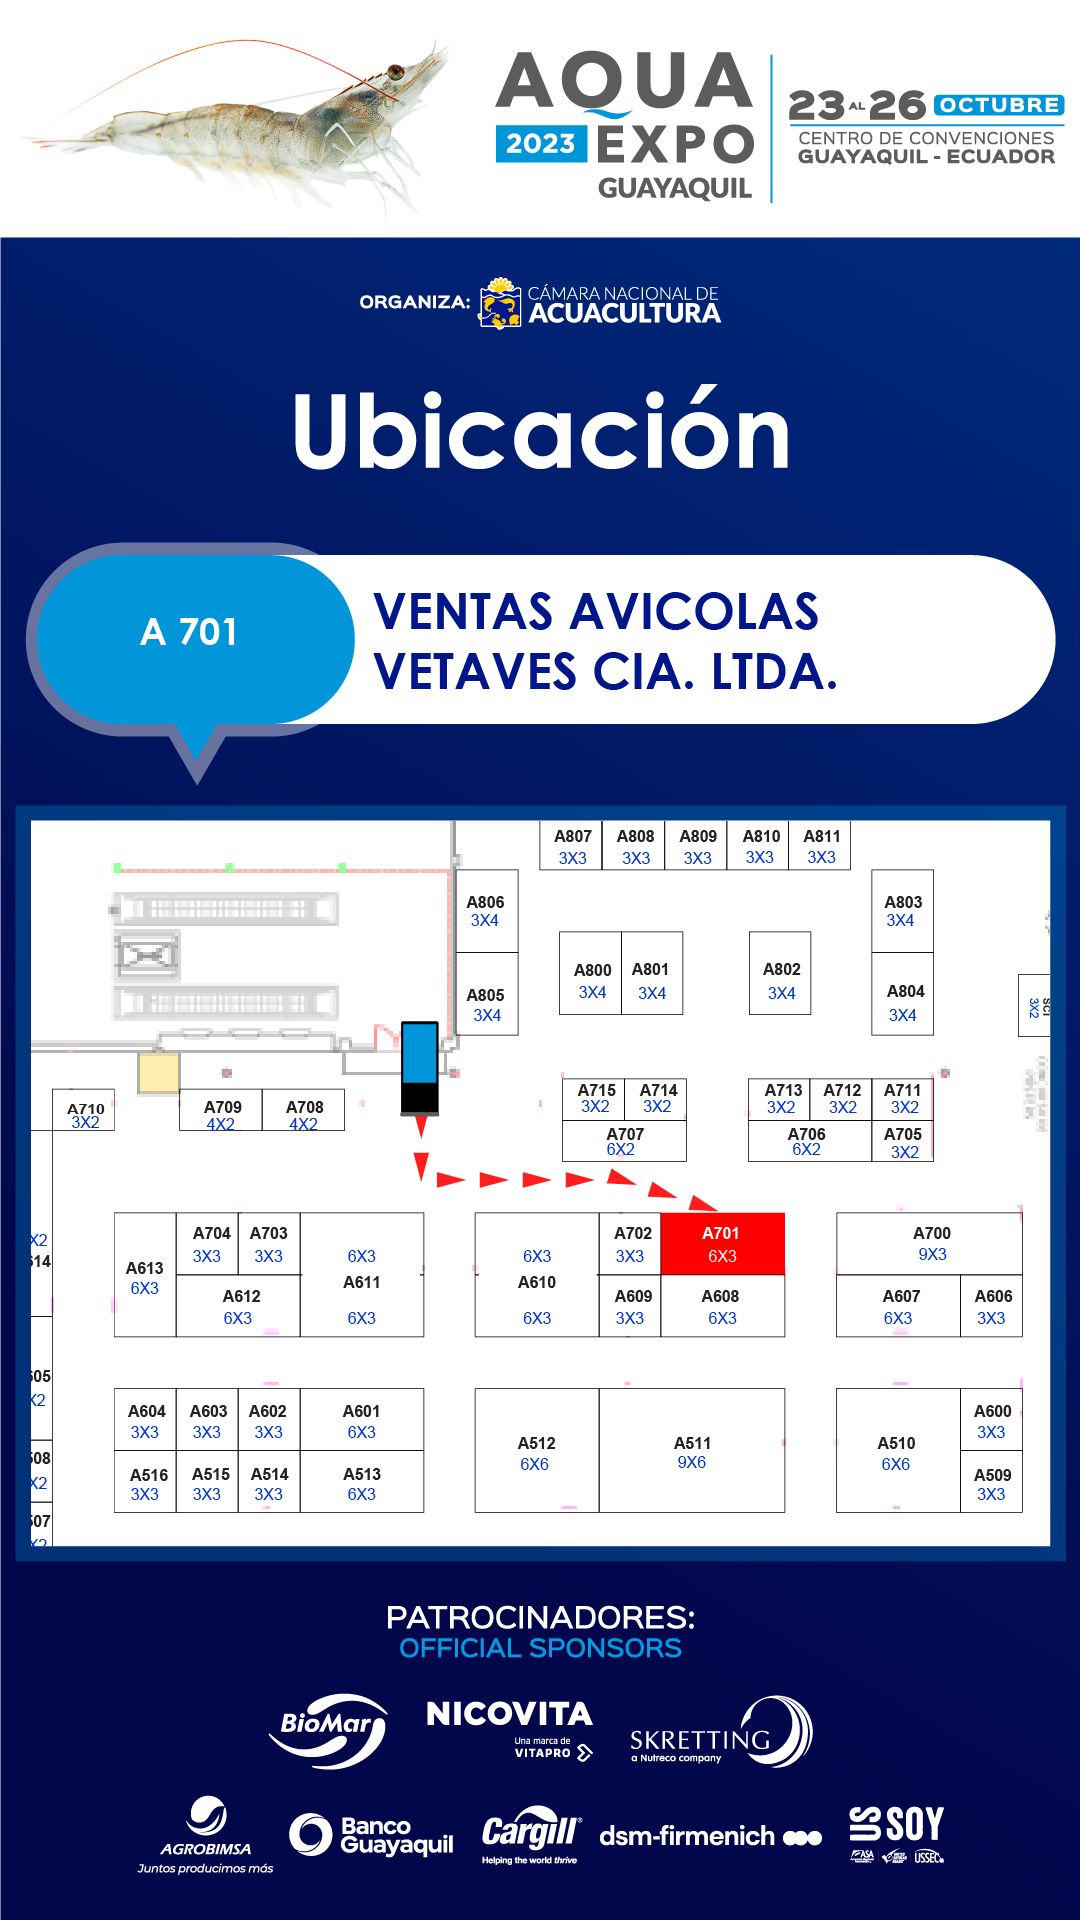 AQUA
2023 EXPO
GUAYAQUIL
23 AL 26 OCTUBRE
CENTRO DE CONVENCIONES
GUAYAQUIL - ECUADOR
ORGANIZA: CÁMARA NACIONAL DE
ACUACULTURA
Ubicación
A 701
VENTAS AVICOLAS
VETAVES CIA. LTDA.
A807 A808 A809 A810 A811
3X3 3X3 3X3 3X3 3X3
A806 A803
3X4 3X4
A800 A801 A802
3X4 3X4 3X4
A805 A804
3X4 3X4
SCI
3X2
A715 A714 A713 A712 A711
3X2 3X2 3X2 3X2 3X2
A710 A709 A708
3X2 4X2 4X2
A707 A706 A705
6X2 6X2 3X2
A704 A703 A702 A701 A700
3X3 3X3 6X3 6X3 3X3 6X3 9X3
X2
614
A613 A611 A610
6X3
A612 A609 A608 A607 A606
6X3 6X3 6X3 3X3 6X3 6X3 3X3
605
X2
A604 A603 A602 A601 A600
3X3 3X3 3X3 6X3 3X3
A512 A511 A510
6X6 9X6 6X6
508
X2
A516 A515 A514 A513 A509
3X3 3X3 3X3 6X3 3X3
507
X2
PATROCINADORES:
OFFICIAL SPONSORS
BioMar
NICOVITA
Una marca de
VITAPRO
SKRETTING
a Nutreco company
AGROBIMSA
Juntos producimos más
Banco
Guayaquil
Cargill®
Helping the world thrive
dsm-firmenich
US SOY
ASA
USSEC